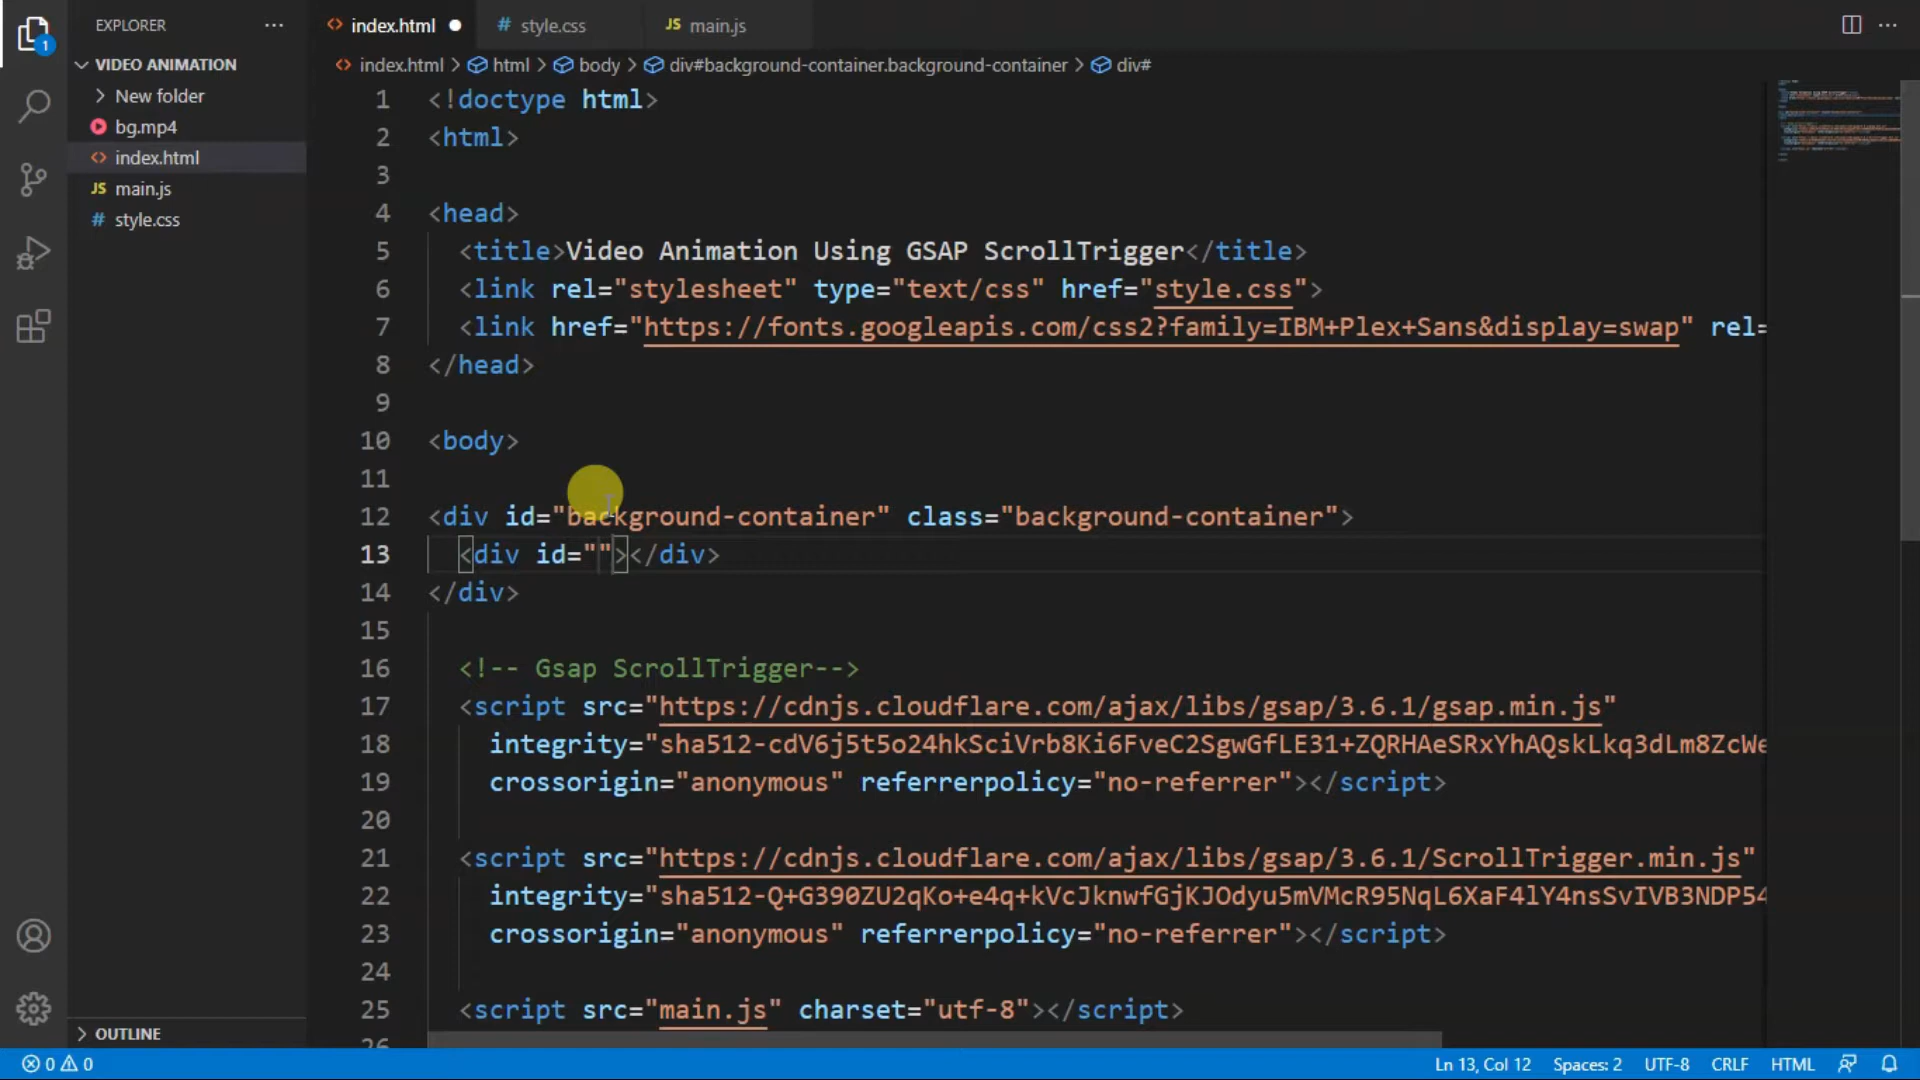 EXPLORER
index.html
style.css
main.js
VIDEO ANIMATION
index.html > html > body > div#background-container.background-container > div#
New folder
bg.mp4
index.html
main.js
style.css
1 <!doctype html>
2 <html>
3
4 <head>
5 <title>Video Animation Using GSAP ScrollTrigger</title>
6 <link rel="stylesheet" type="text/css" href="style.css">
7 <link href="https://fonts.googleapis.com/css2?family=IBM+Plex+Sans&display=swap" rel=
8 </head>
9
10 <body>
11
12 <div id="background-container" class="background-container">
13 <div id=""></div>
14 </div>
15
16 <!-- Gsap ScrollTrigger-->
17 <script src="https://cdnjs.cloudflare.com/ajax/libs/gsap/3.6.1/gsap.min.js"
18 integrity="sha512-cdV6j5t5o24hkSciVrb8Ki6FveC2SgwGfLE31+ZQRHAeSRxYhAQskLkq3dLm8ZcWe
19 crossorigin="anonymous" referrerpolicy="no-referrer"></script>
20
21 <script src="https://cdnjs.cloudflare.com/ajax/libs/gsap/3.6.1/ScrollTrigger.min.js"
22 integrity="sha512-Q+G390ZU2qKo+e4q+kVcJknwfGjKJOdyu5mVMcR95NqL6XaF4lY4nsSvIVB3NDP54
23 crossorigin="anonymous" referrerpolicy="no-referrer"></script>
24
25 <script src="main.js" charset="utf-8"></script>
26
OUTLINE
1
0 0
Ln 13, Col 12
Spaces: 2
UTF-8
CRLF
HTML